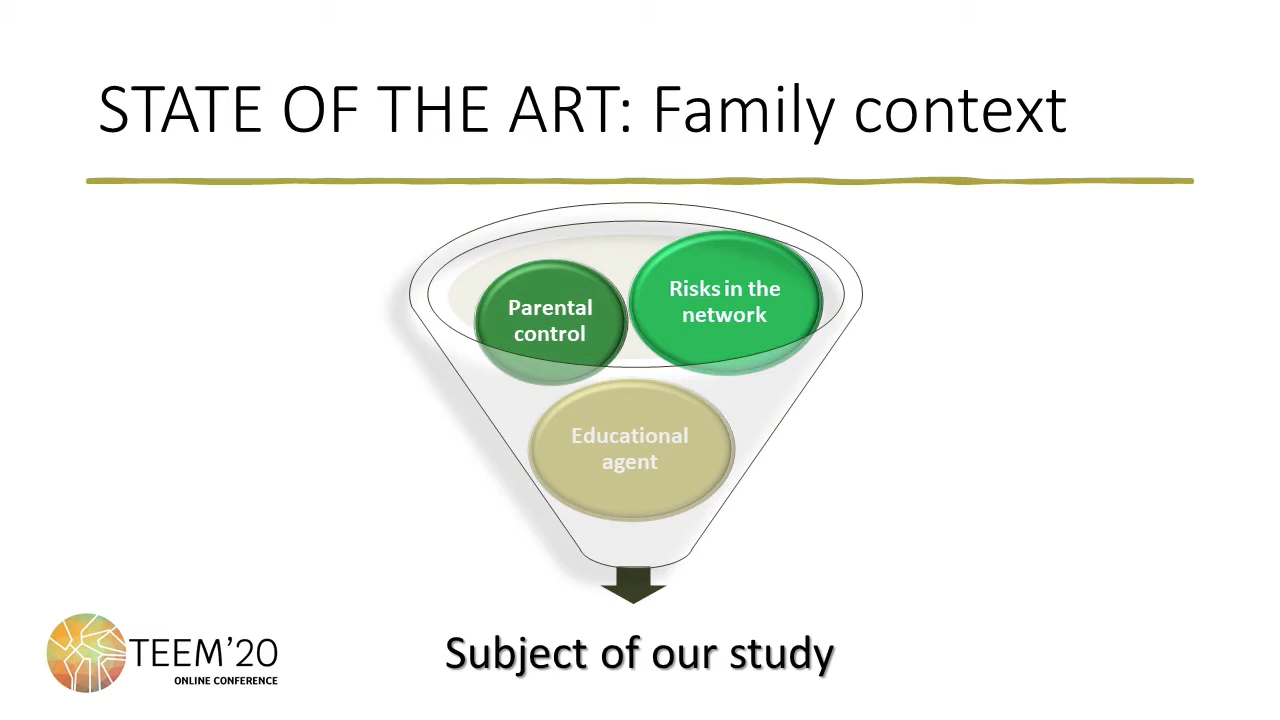 STATE OF THE ART: Family context
Parental
control
Risks in the
network
Educational
agent
Subject of our study
TEEM’20
ONLINE CONFERENCE